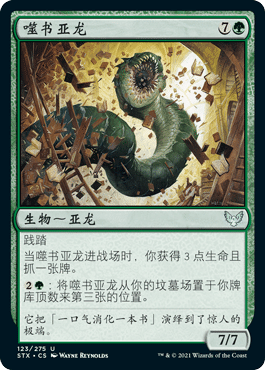 噬书亚龙 7
生物～亚龙
践踏
当噬书亚龙进战场时，你获得3点生命且
抓一张牌。
2：将噬书亚龙从你的坟墓场置于你牌
库顶数来第三张的位置。
它把「一口气消化一本书」演绎到了惊人的
极端。
7/7
123/275 U
STX • CS WAYNE REYNOLDS
™ & © 2021 Wizards of the Coast